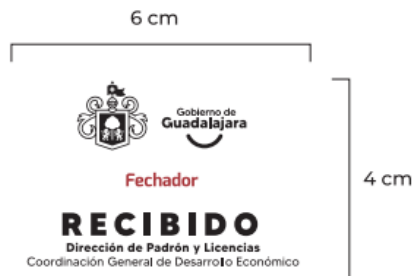 6 cm
Gobierno de
Guadalajara
4 cm
Fechador
RECIBIDO
Dirección de Padrón y Licencias
Coordinación General de Desarrollo Económico